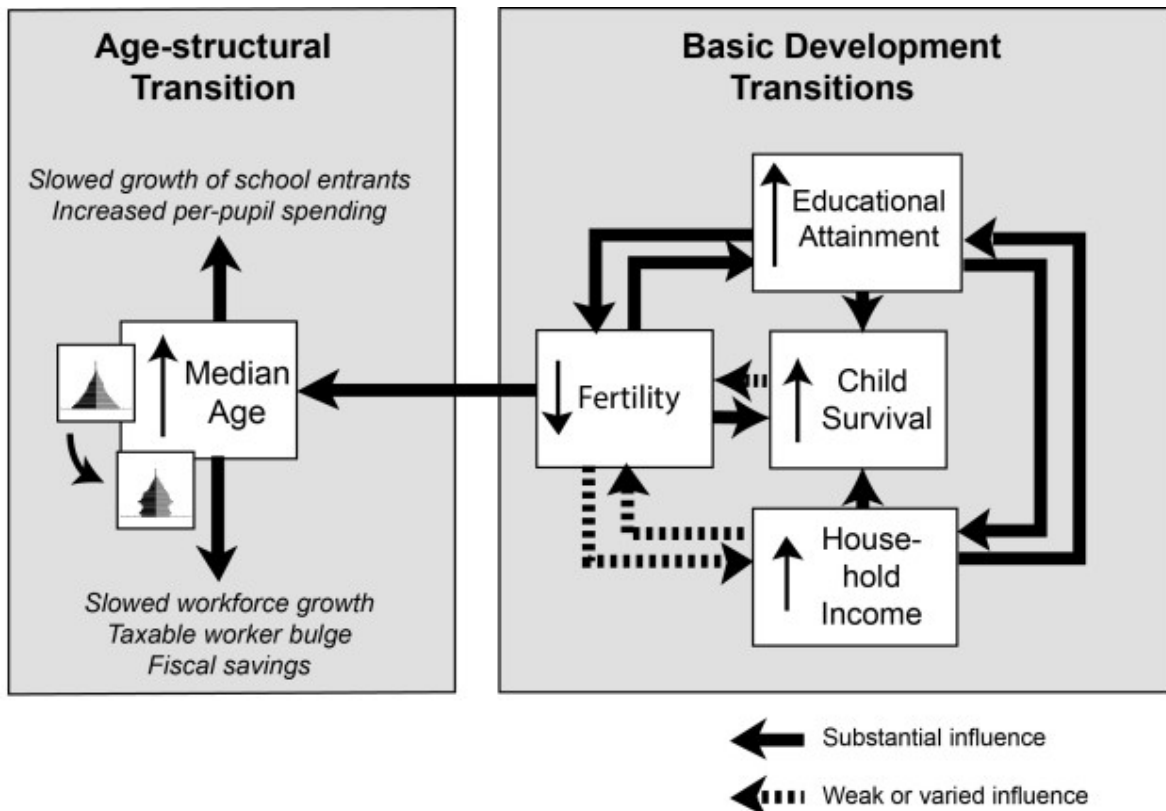 Age-structural
Transition
Slowed growth of school entrants
Increased per-pupil spending
Median
Age
Slowed workforce growth
Taxable worker bulge
Fiscal savings
Basic Development
Transitions
Educational
Attainment
Fertility
Child
Survival
House-
hold
Income
Substantial influence
Weak or varied influence